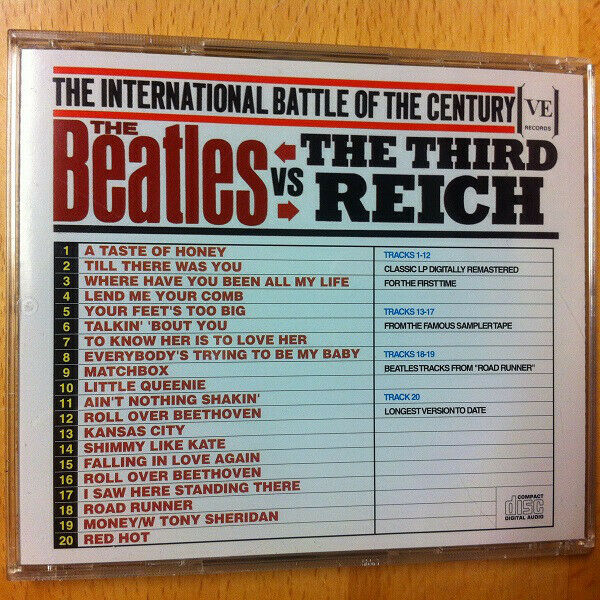 THE INTERNATIONAL BATTLE OF THE CENTURY
VE
RECORDS
THE
Beatles
VS
THE THIRD
REICH
1 A TASTE OF HONEY
2 TILL THERE WAS YOU
3 WHERE HAVE YOU BEEN ALL MY LIFE
4 LEND ME YOUR COMB
5 YOUR FEET'S TOO BIG
6 TALKIN' 'BOUT YOU
7 TO KNOW HER IS TO LOVE HER
8 EVERYBODY'S TRYING TO BE MY BABY
9 MATCHBOX
10 LITTLE QUEENIE
11 AIN'T NOTHING SHAKIN'
12 ROLL OVER BEETHOVEN
13 KANSAS CITY
14 SHIMMY LIKE KATE
15 FALLING IN LOVE AGAIN
16 ROLL OVER BEETHOVEN
17 I SAW HERE STANDING THERE
18 ROAD RUNNER
19 MONEY/W TONY SHERIDAN
20 RED HOT
TRACKS 1-12
CLASSIC LP DIGITALLY REMASTERED
FOR THE FIRST TIME
TRACKS 13-17
FROM THE FAMOUS SAMPLER TAPE
TRACKS 18-19
BEATLES TRACKS FROM "ROAD RUNNER"
TRACK 20
LONGEST VERSION TO DATE
COMPACT
disc
DIGITAL AUDIO